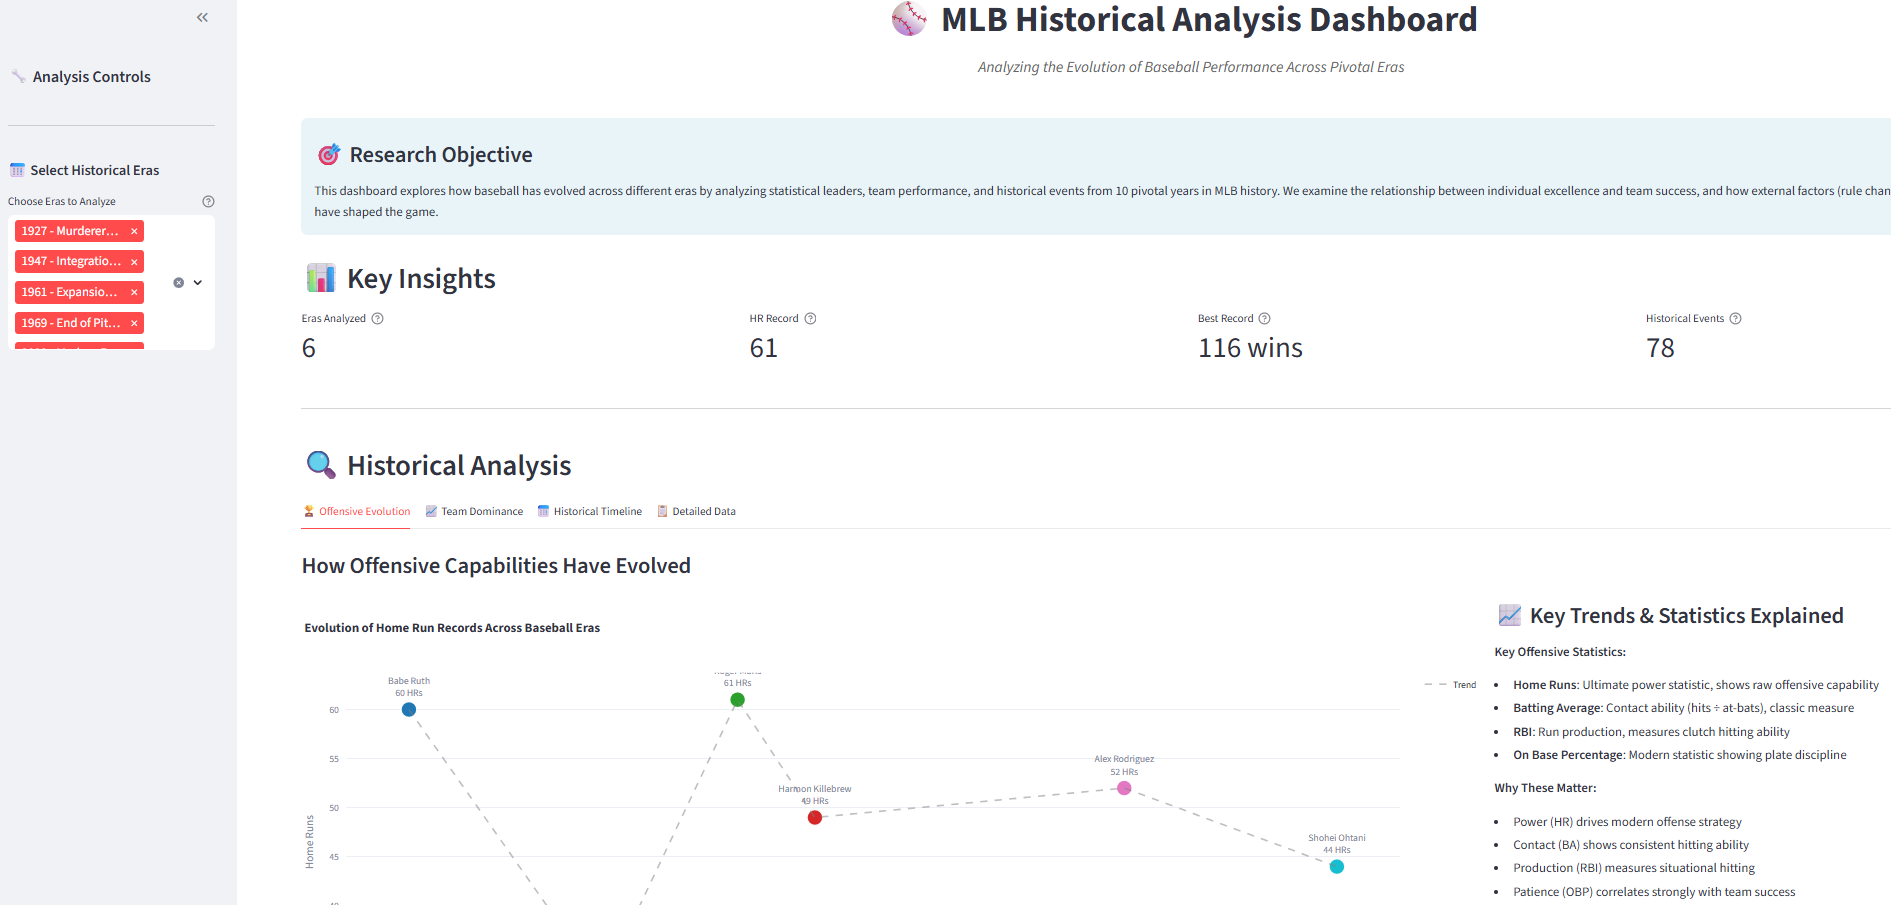 MLB Historical Analysis Dashboard
Analyzing the Evolution of Baseball Performance Across Pivotal Eras
Analysis Controls
Select Historical Eras
Choose Eras to Analyze
1927 - Murderer... ×
1947 - Integratio... ×
1961 - Expansio... ×
1969 - End of Pit... ×
Research Objective
This dashboard explores how baseball has evolved across different eras by analyzing statistical leaders, team performance, and historical events from 10 pivotal years in MLB history. We examine the relationship between individual excellence and team success, and how external factors (rule chan
have shaped the game.
Key Insights
Eras Analyzed
6
HR Record
61
Best Record
116 wins
Historical Events
78
Historical Analysis
Offensive Evolution
Team Dominance
Historical Timeline
Detailed Data
How Offensive Capabilities Have Evolved
Evolution of Home Run Records Across Baseball Eras
Babe Ruth
60 HRs
61 HRs
Harmon Killebrew
49 HRs
Alex Rodriguez
52 HRs
Shohei Ohtani
44 HRs
Trend
60
55
50
45
Home Runs
Key Trends & Statistics Explained
Key Offensive Statistics:
• Home Runs: Ultimate power statistic, shows raw offensive capability
• Batting Average: Contact ability (hits ÷ at-bats), classic measure
• RBI: Run production, measures clutch hitting ability
• On Base Percentage: Modern statistic showing plate discipline
Why These Matter:
• Power (HR) drives modern offense strategy
• Contact (BA) shows consistent hitting ability
• Production (RBI) measures situational hitting
• Patience (OBP) correlates strongly with team success